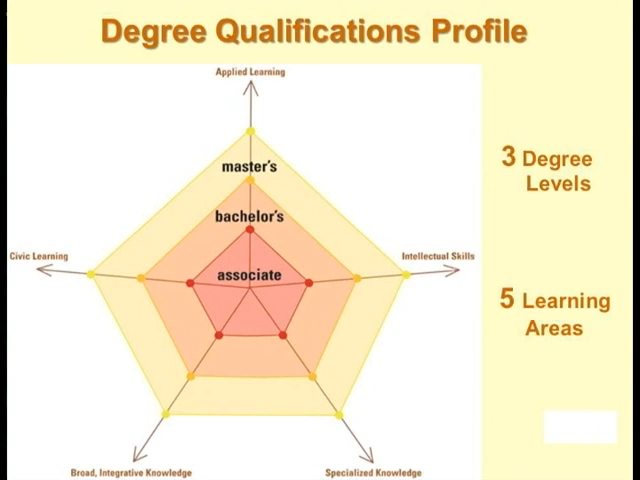 Degree Qualifications Profile
Applied Learning
master's
bachelor's
associate
Civic Learning
Intellectual Skills
Broad, Integrative Knowledge
Specialized Knowledge
3 Degree
Levels
5 Learning
Areas